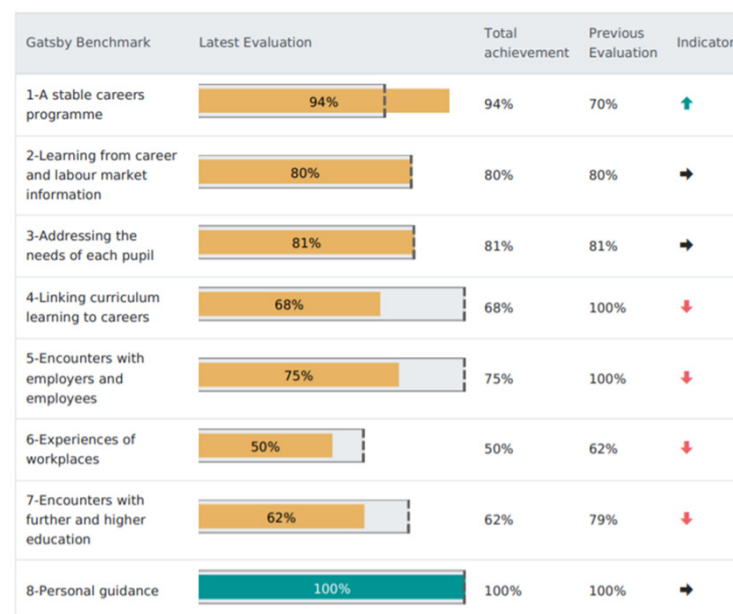 Gatsby Benchmark Latest Evaluation Total achievement Previous Evaluation Indicator
1-A stable careers programme 94% 94% 70%
2-Learning from career and labour market information 80% 80% 80%
3-Addressing the needs of each pupil 81% 81% 81%
4-Linking curriculum learning to careers 68% 68% 100%
5-Encounters with employers and employees 75% 75% 100%
6-Experiences of workplaces 50% 50% 62%
7-Encounters with further and higher education 62% 62% 79%
8-Personal guidance 100% 100% 100%